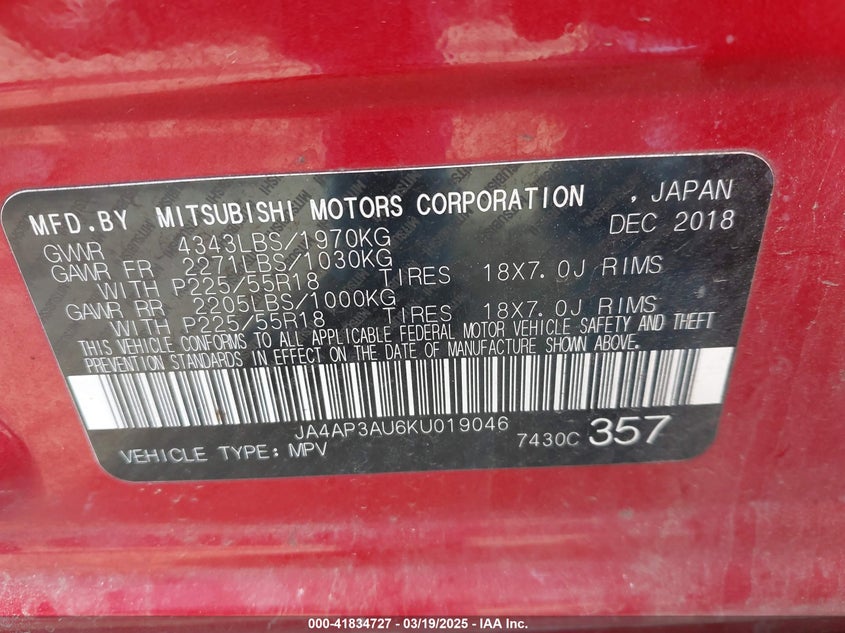 MFD.BY MITSUBISHI MOTORS CORPORATION , JAPAN
DEC 2018
GVWR 4343LBS/1970KG
GAWR FR 2271LBS/1030KG
WITH P225/55R18 TIRES 18X7.0J RIMS
GAWR RR 2205LBS/1000KG
WITH P225/55R18 TIRES 18X7.0J RIMS
THIS VEHICLE CONFORMS TO ALL APPLICABLE FEDERAL MOTOR VEHICLE SAFETY AND THEFT
PREVENTION STANDARDS IN EFFECT ON THE DATE OF MANUFACTURE SHOWN ABOVE.
JA4AP3AU6KU019046
VEHICLE TYPE: MPV 7430C 357
000-41834727 - 03/19/2025 - IAA Inc.